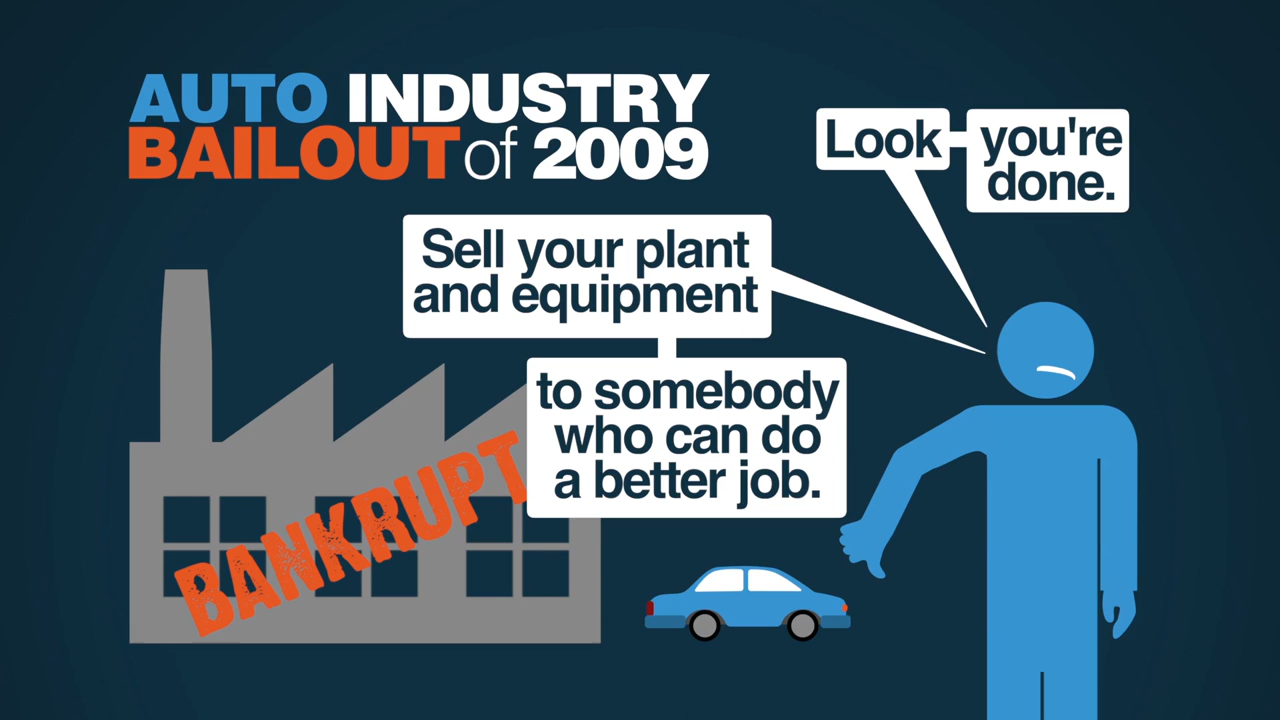 AUTO INDUSTRY
BAILOUT of 2009
Look
you're
done.
Sell your plant
and equipment
to somebody
who can do
a better job.
BANKRUPT